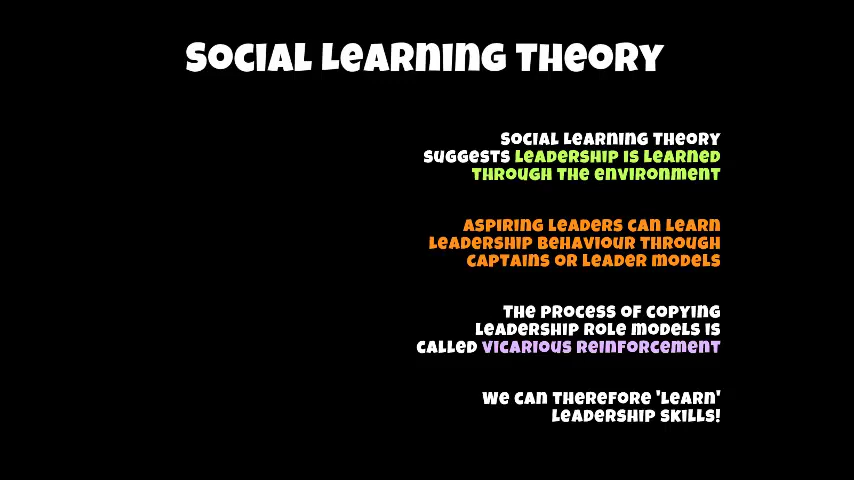 Social Learning Theory
Social Learning Theory
suggests leadership is learned
through the environment
Aspiring leaders can learn
leadership behaviour through
captains or leader models
The process of copying
leadership role models is
called vicarious reinforcement
We can therefore 'learn'
leadership skills!